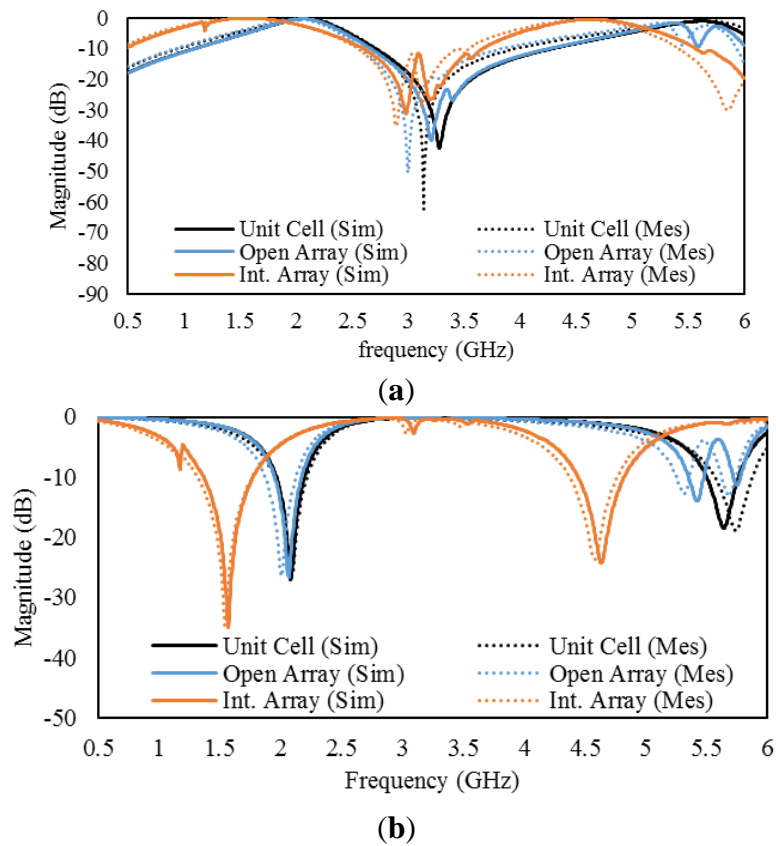 0
-10
-20
-30
-40
-50
-60
-70
-80
-90
Magnitude (dB)
Unit Cell (Sim) Unit Cell (Mes)
Open Array (Sim) Open Array (Mes)
Int. Array (Sim) Int. Array (Mes)
0.5 1 1.5 2 2.5 3 3.5 4 4.5 5 5.5 6
frequency (GHz)
(a)
0
-10
-20
-30
-40
-50
Magnitude (dB)
Unit Cell (Sim) Unit Cell (Mes)
Open Array (Sim) Open Array (Mes)
Int. Array (Sim) Int. Array (Mes)
0.5 1 1.5 2 2.5 3 3.5 4 4.5 5 5.5 6
Frequency (GHz)
(b)